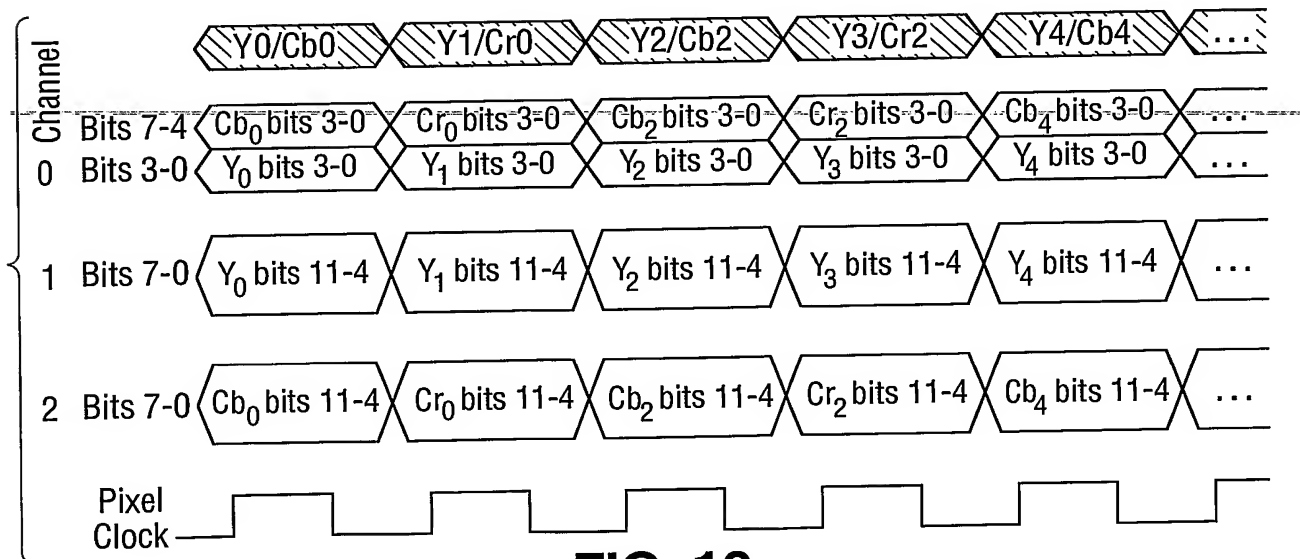 Channel
Y0/Cb0 Y1/Cr0 Y2/Cb2 Y3/Cr2 Y4/Cb4 ...
Bits 7-4 Cb0 bits 3-0 Cr0 bits 3-0 Cb2 bits 3-0 Cr2 bits 3-0 Cb4 bits 3-0 ...
0 Bits 3-0 Y0 bits 3-0 Y1 bits 3-0 Y2 bits 3-0 Y3 bits 3-0 Y4 bits 3-0 ...
1 Bits 7-0 Y0 bits 11-4 Y1 bits 11-4 Y2 bits 11-4 Y3 bits 11-4 Y4 bits 11-4 ...
2 Bits 7-0 Cb0 bits 11-4 Cr0 bits 11-4 Cb2 bits 11-4 Cr2 bits 11-4 Cb4 bits 11-4 ...
Pixel
Clock